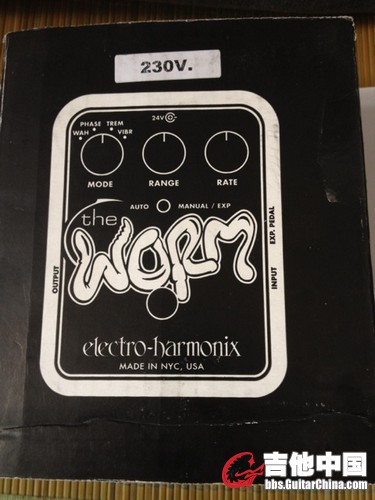 230V.
24V
WAH PHASE TREM VIBR
MODE RANGE RATE
AUTO MANUAL / EXP
the
WORM
OUTPUT
INPUT EXP. PEDAL
electro-harmonix
MADE IN NYC, USA
吉他中国
bbs.GuitarChina.com